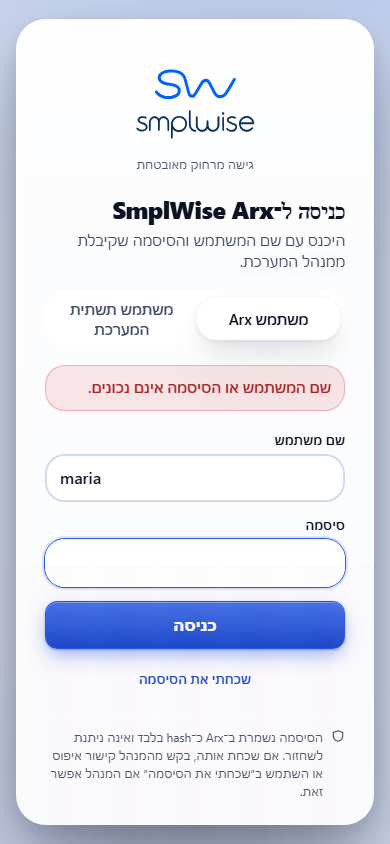 sw
smplwise
גישה מרחוק מאובטחת
כניסה ל־SmplWise Arx
היכנס עם שם המשתמש והסיסמה שקיבלת
ממנהל המערכת.
משתמש Arx
משתמש תשתית
המערכת
שם המשתמש או הסיסמה אינם נכונים.
שם משתמש
maria
סיסמה
כניסה
שכחתי את הסיסמה
הסיסמה נשמרת ב־Arx כ־hash בלבד ואינה ניתנת
לשחזור. אם שכחת אותה, בקש מהמנהל קישור איפוס
או השתמש ב״שכחתי את הסיסמה״ אם המנהל אפשר
זאת.